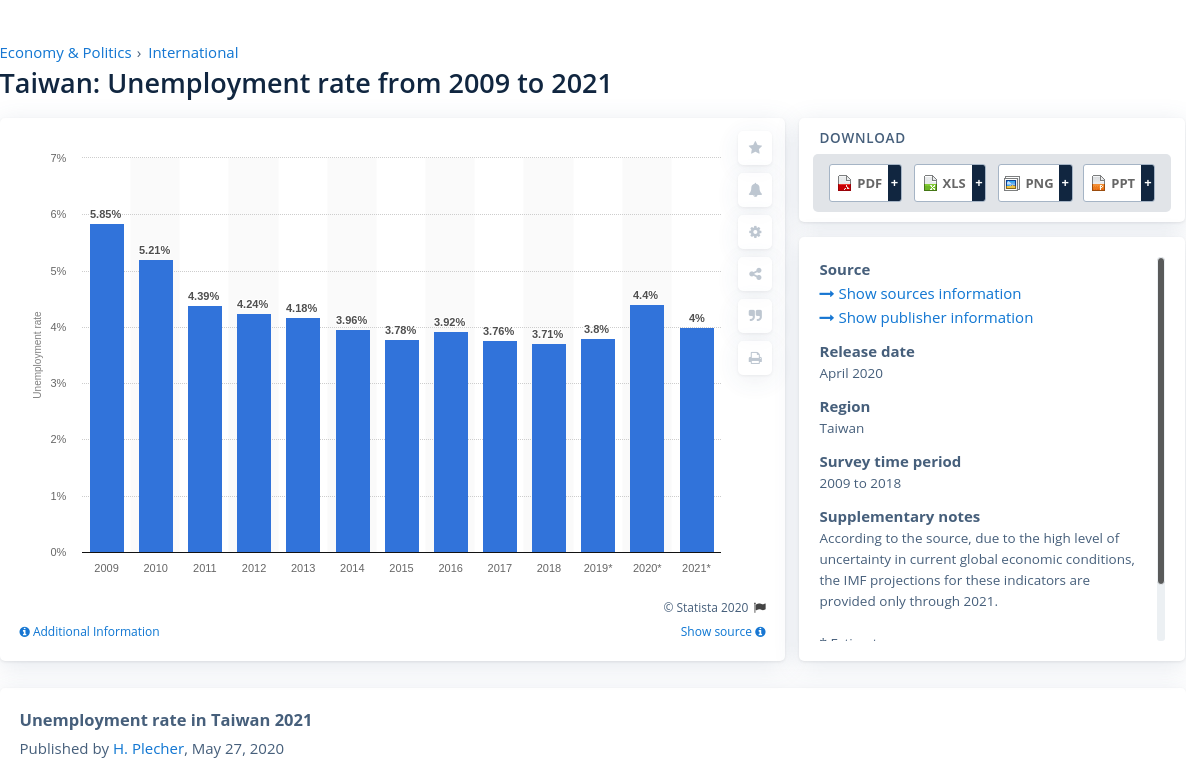 Economy & Politics › International
Taiwan: Unemployment rate from 2009 to 2021
7%
6%
5%
4%
3%
2%
1%
0%
Unemployment rate
5.85%
5.21%
4.39%
4.24%
4.18%
3.96%
3.78%
3.92%
3.76%
3.71%
3.8%
4.4%
4%
2009 2010 2011 2012 2013 2014 2015 2016 2017 2018 2019* 2020* 2021*
© Statista 2020
Additional Information
Show source
DOWNLOAD
PDF + XLS + PNG + PPT +
Source
Show sources information
Show publisher information
Release date
April 2020
Region
Taiwan
Survey time period
2009 to 2018
Supplementary notes
According to the source, due to the high level of
uncertainty in current global economic conditions,
the IMF projections for these indicators are
provided only through 2021.
Unemployment rate in Taiwan 2021
Published by H. Plecher, May 27, 2020